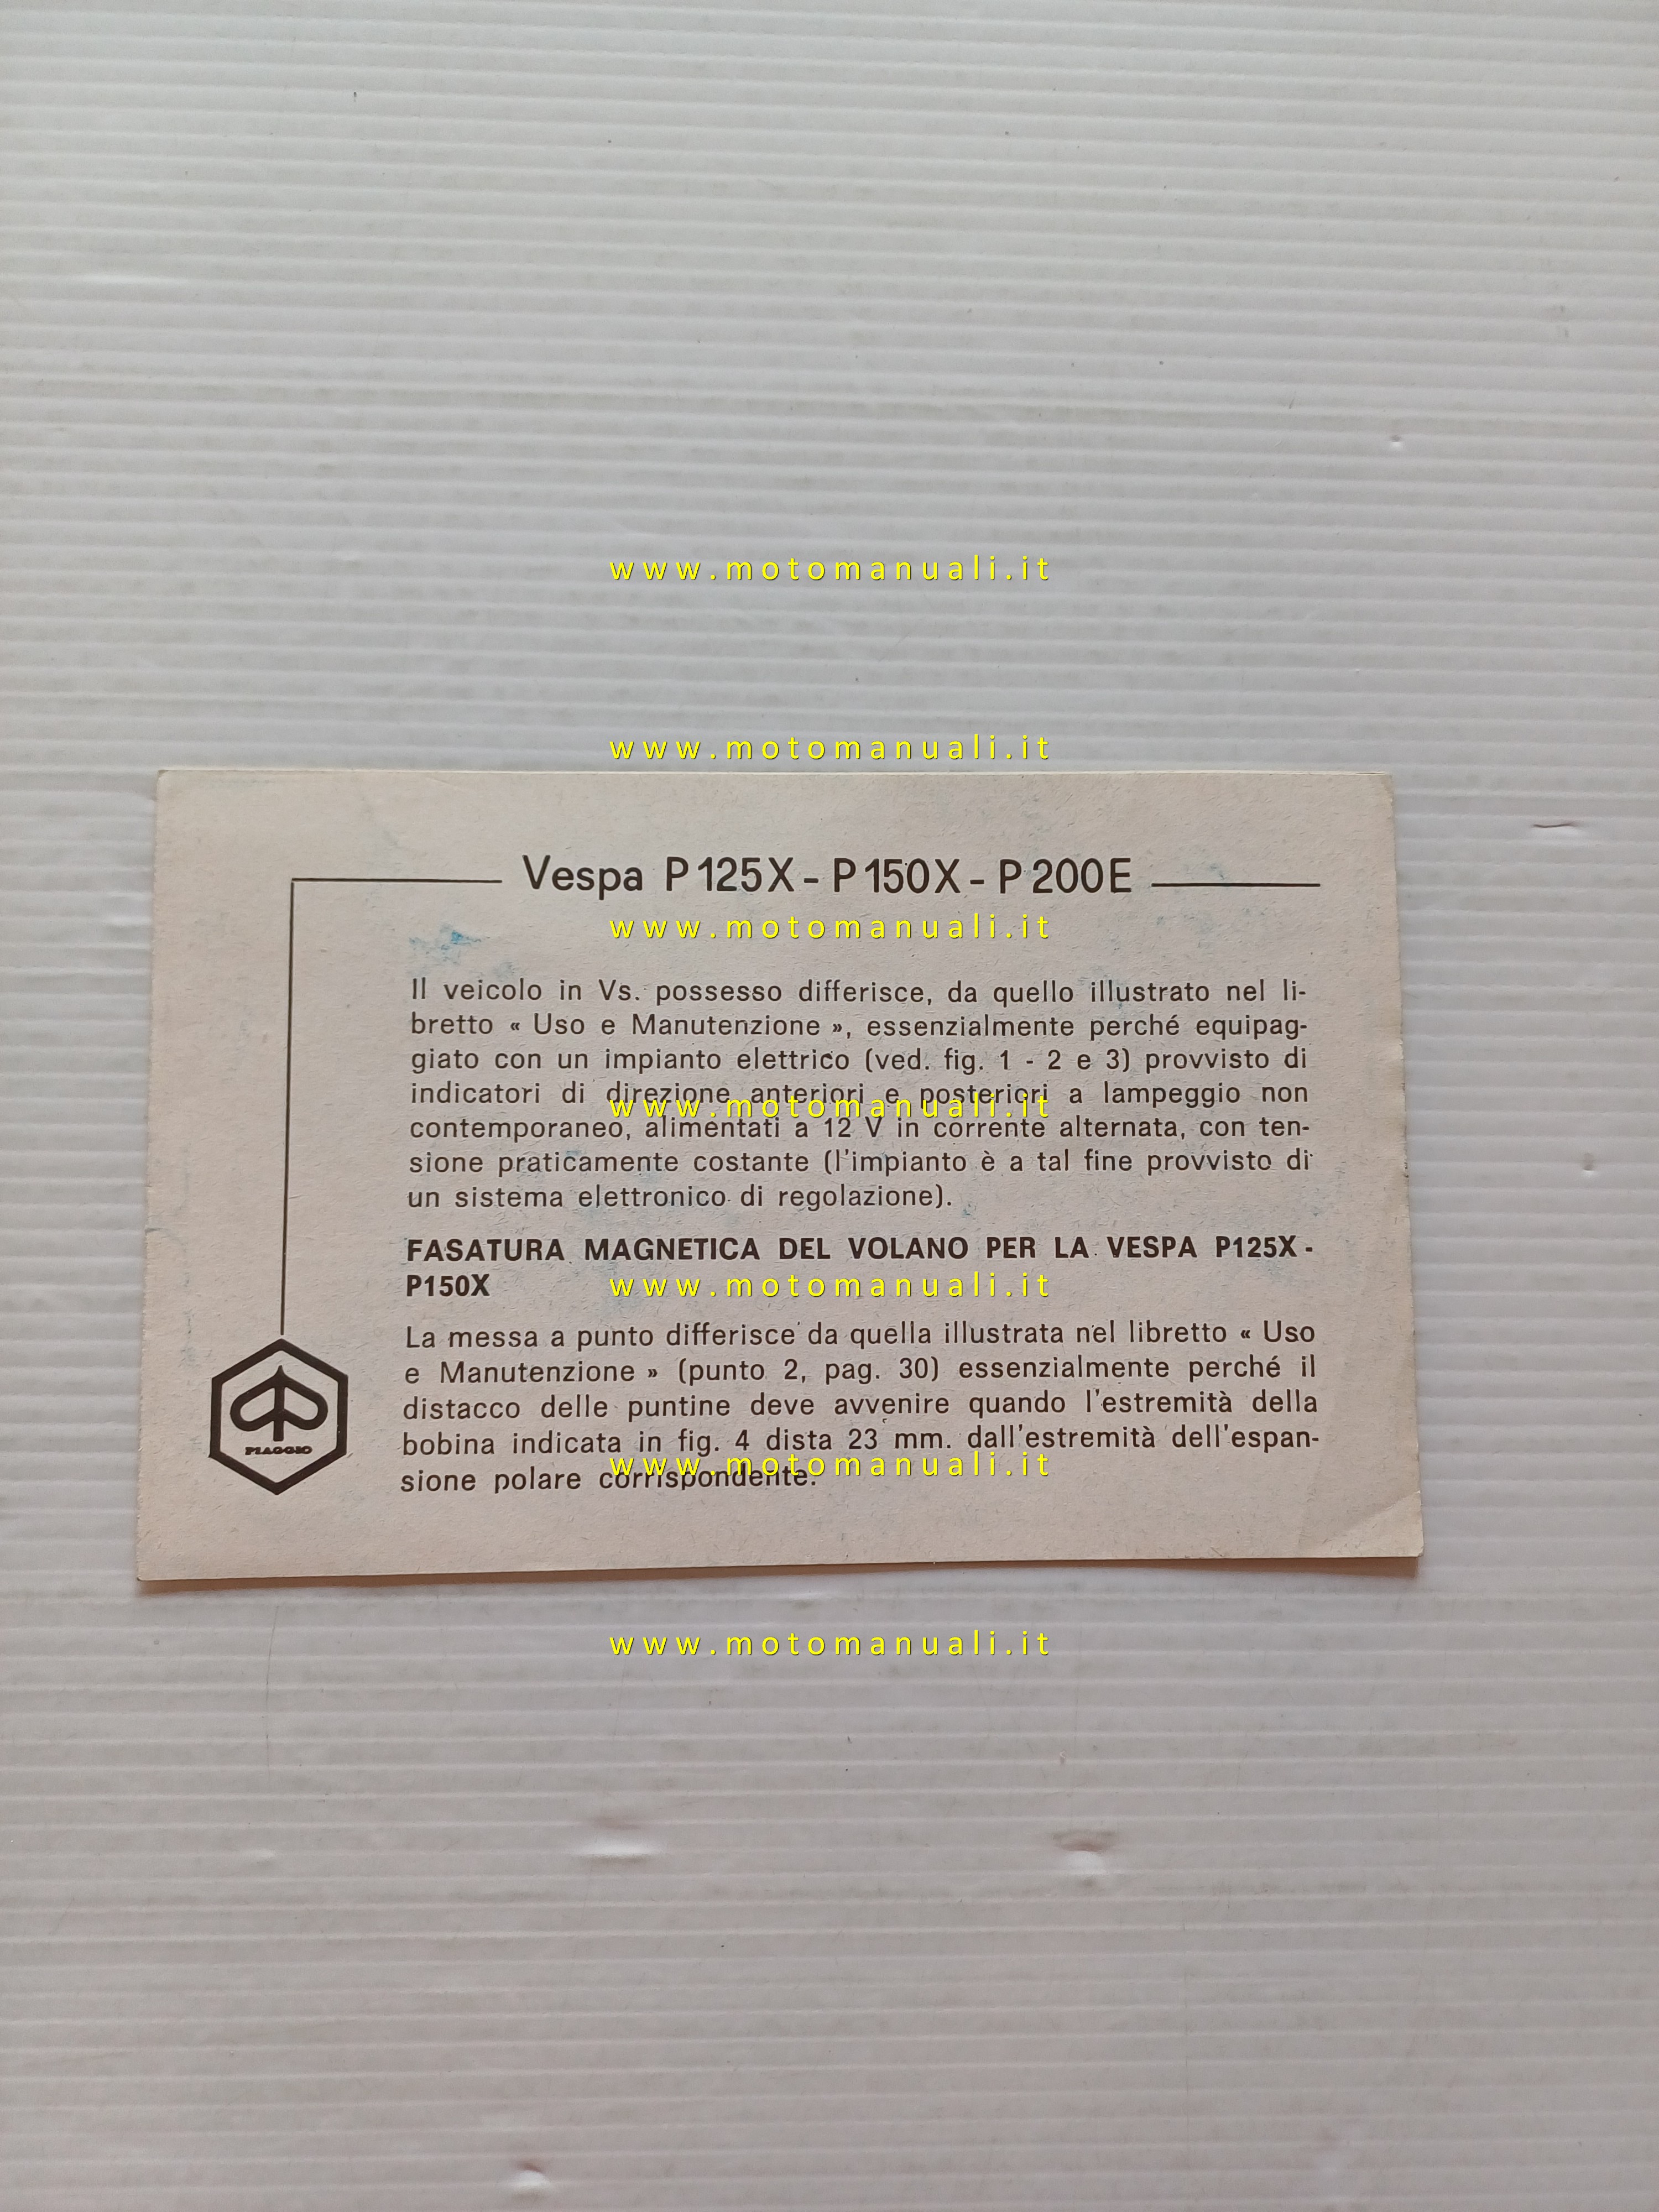 www.motomanuali.it
www.motomanuali.it
Vespa P125X - P150X - P200E
www.motomanuali.it
Il veicolo in Vs. possesso differisce, da quello illustrato nel li-
bretto « Uso e Manutenzione », essenzialmente perché equipag-
giato con un impianto elettrico (ved. fig. 1 - 2 e 3) provvisto di
indicatori di direzione anteriori e posteriori a lampeggio non
www.motomanuali.it
contemporaneo, alimentati a 12 V in corrente alternata, con ten-
sione praticamente costante (l'impianto è a tal fine provvisto di
un sistema elettronico di regolazione).
FASATURA MAGNETICA DEL VOLANO PER LA VESPA P125X -
P150X
www.motomanuali.it
La messa a punto differisce da quella illustrata nel libretto « Uso
e Manutenzione » (punto 2, pag. 30) essenzialmente perché il
distacco delle puntine deve avvenire quando l'estremità della
bobina indicata in fig. 4 dista 23 mm. dall'estremità dell'espan-
sione polare corrispondente.
www.motomanuali.it
PIAGGIO
www.motomanuali.it